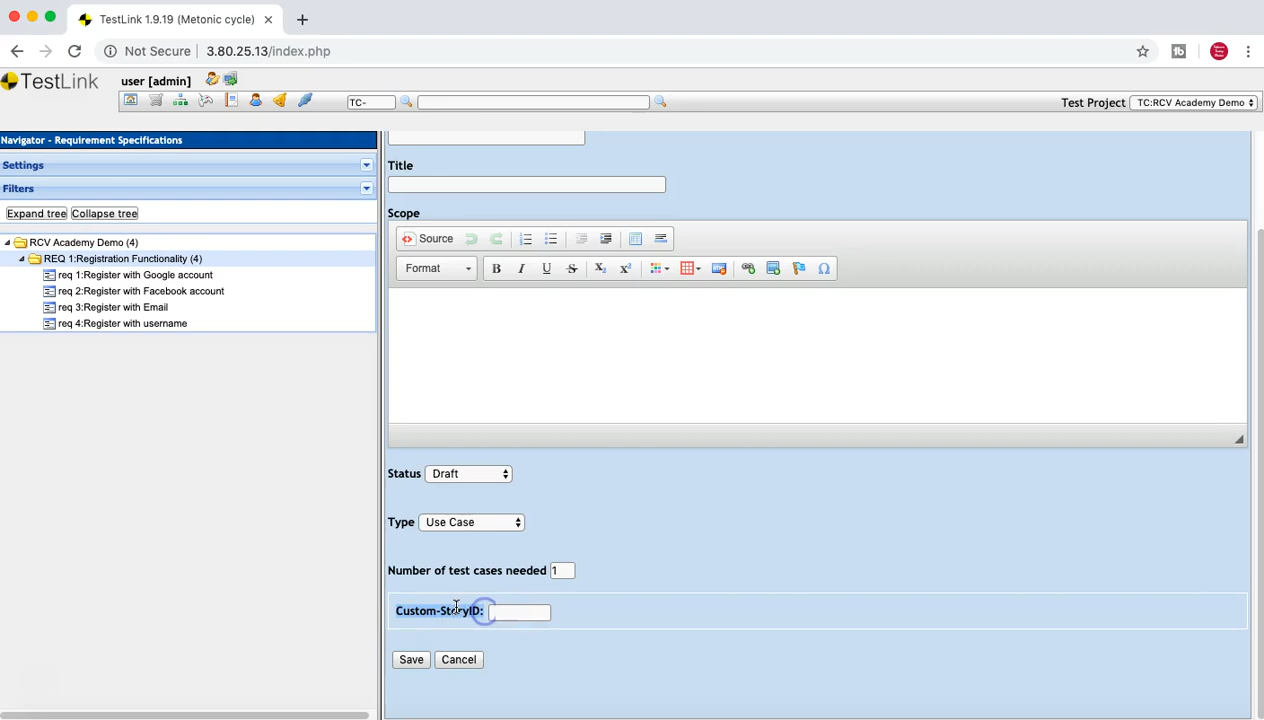 TestLink 1.9.19 (Metonic cycle)
Not Secure 3.80.25.13/index.php
TestLink
user [admin]
TC-
Test Project TC:RCV Academy Demo
Navigator - Requirement Specifications
Settings
Filters
Expand tree Collapse tree
RCV Academy Demo (4)
REQ 1:Registration Functionality (4)
req 1:Register with Google account
req 2:Register with Facebook account
req 3:Register with Email
req 4:Register with username
Title
Scope
Source
Format B I U S X2 X2 Ω
Status Draft
Type Use Case
Number of test cases needed 1
Custom-StoryID:
Save Cancel